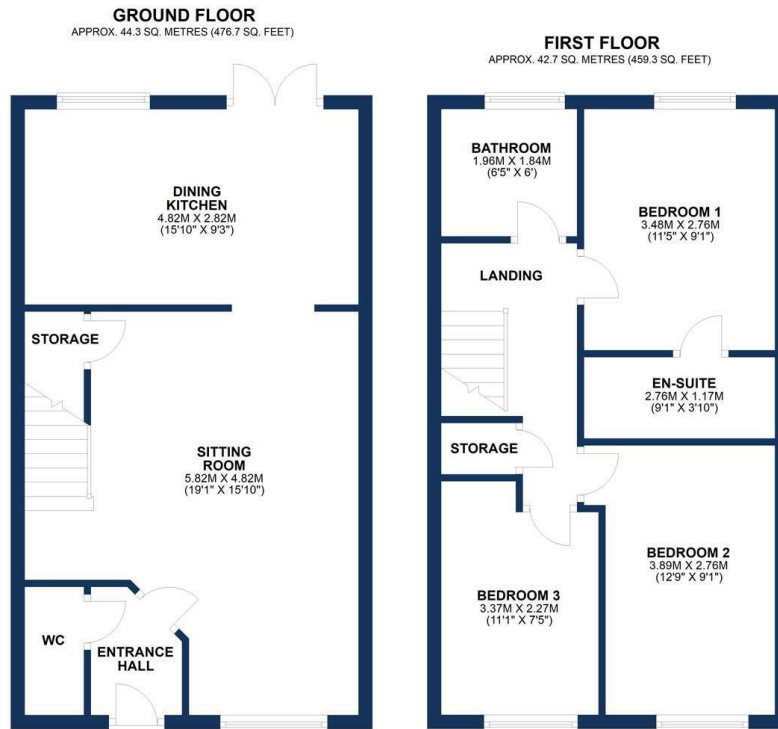 GROUND FLOOR
APPROX. 44.3 SQ. METRES (476.7 SQ. FEET)
DINING
KITCHEN
4.82M X 2.82M
(15'10" X 9'3")
STORAGE
SITTING
ROOM
5.82M X 4.82M
(19'1" X 15'10")
WC
ENTRANCE
HALL
FIRST FLOOR
APPROX. 42.7 SQ. METRES (459.3 SQ. FEET)
BATHROOM
1.96M X 1.84M
(6'5" X 6')
BEDROOM 1
3.48M X 2.76M
(11'5" X 9'1")
LANDING
EN-SUITE
2.76M X 1.17M
(9'1" X 3'10")
STORAGE
BEDROOM 2
3.89M X 2.76M
(12'9" X 9'1")
BEDROOM 3
3.37M X 2.27M
(11'1" X 7'5")